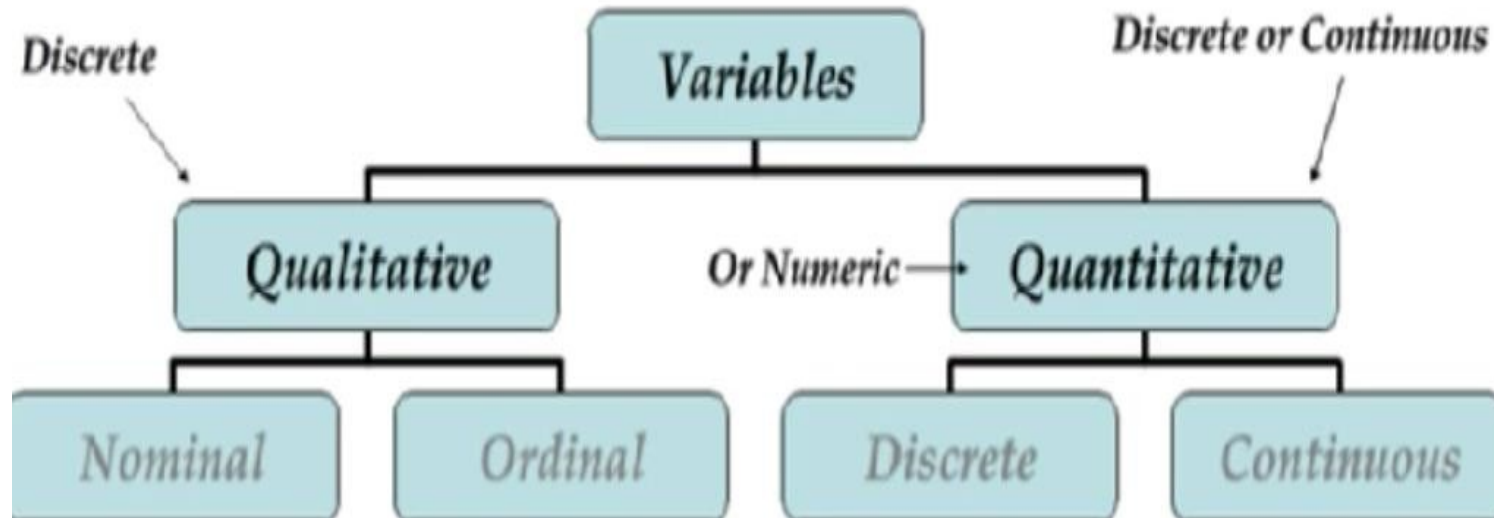 Discrete
Variables
Discrete or Continuous
Qualitative
Or Numeric
Quantitative
Nominal
Ordinal
Discrete
Continuous